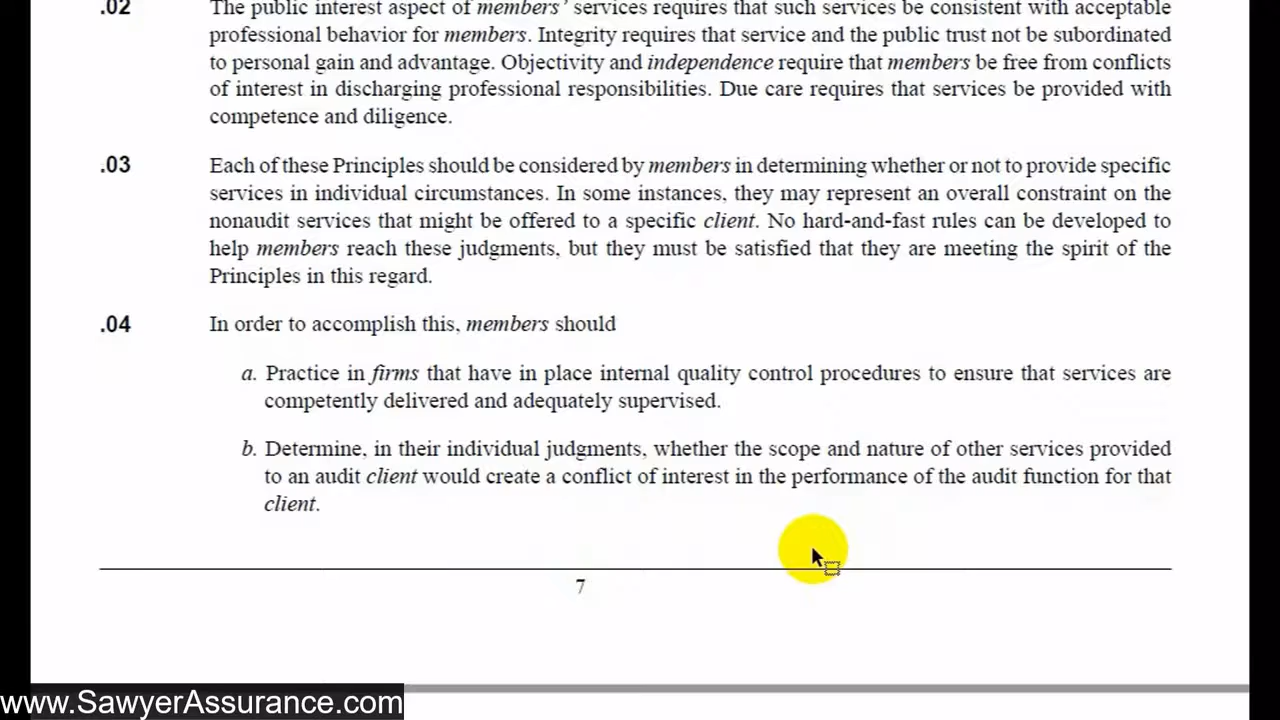 .02 The public interest aspect of members' services requires that such services be consistent with acceptable
professional behavior for members. Integrity requires that service and the public trust not be subordinated
to personal gain and advantage. Objectivity and independence require that members be free from conflicts
of interest in discharging professional responsibilities. Due care requires that services be provided with
competence and diligence.
.03 Each of these Principles should be considered by members in determining whether or not to provide specific
services in individual circumstances. In some instances, they may represent an overall constraint on the
nonaudit services that might be offered to a specific client. No hard-and-fast rules can be developed to
help members reach these judgments, but they must be satisfied that they are meeting the spirit of the
Principles in this regard.
.04 In order to accomplish this, members should
a. Practice in firms that have in place internal quality control procedures to ensure that services are
competently delivered and adequately supervised.
b. Determine, in their individual judgments, whether the scope and nature of other services provided
to an audit client would create a conflict of interest in the performance of the audit function for that
client.
7
www.SawyerAssurance.com